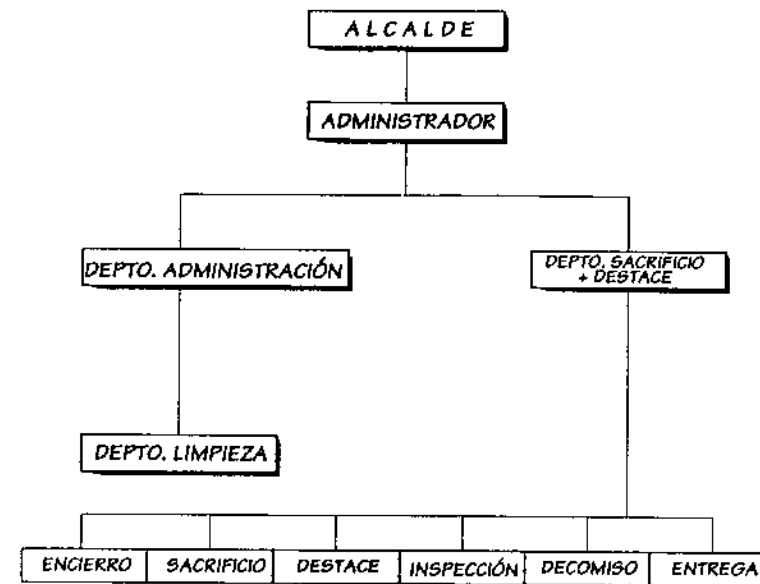 ALCALDE
ADMINISTRADOR
DEPTO. ADMINISTRACIÓN
DEPTO. SACRIFICIO
+ DESTACE
DEPTO. LIMPIEZA
ENCIERRO
SACRIFICIO
DESTACE
INSPECCIÓN
DECOMISO
ENTREGA